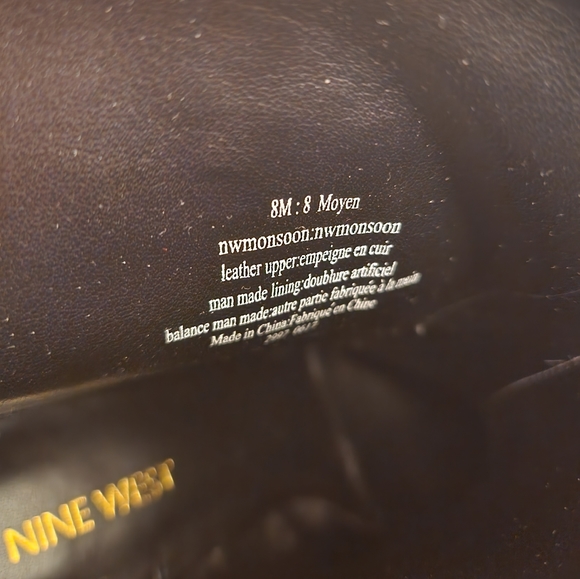 8M : 8 Moyen
nwmonsoon:nwmonsoon
leather upper:empeigne en cuir
man made lining:doublure artificiel
balance man made:autre partie fabriquée à la main
Made in China:Fabriqué en Chine
NINE WEST